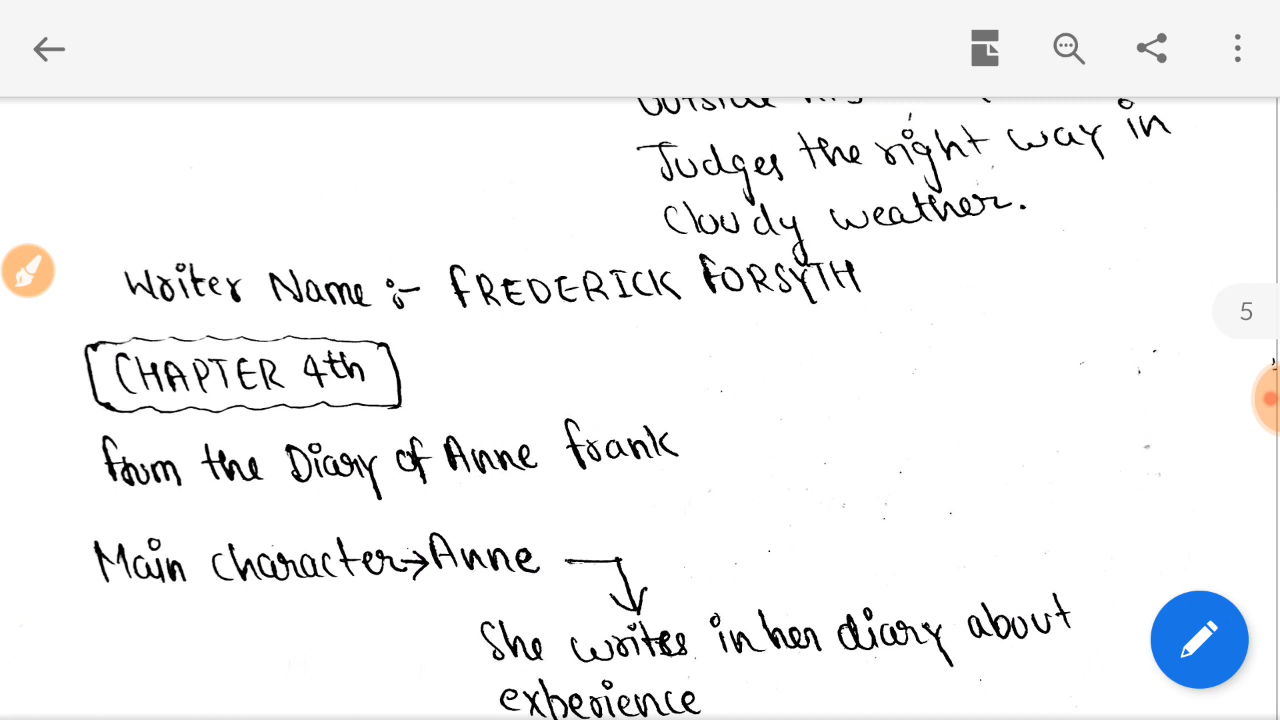 Judges the right way in
Cloudy weather.
Writer Name :- FREDERICK FORSYTH
5
CHAPTER 4th
from the Diary of Anne frank
Main character→Anne
She writes in her diary about
experience